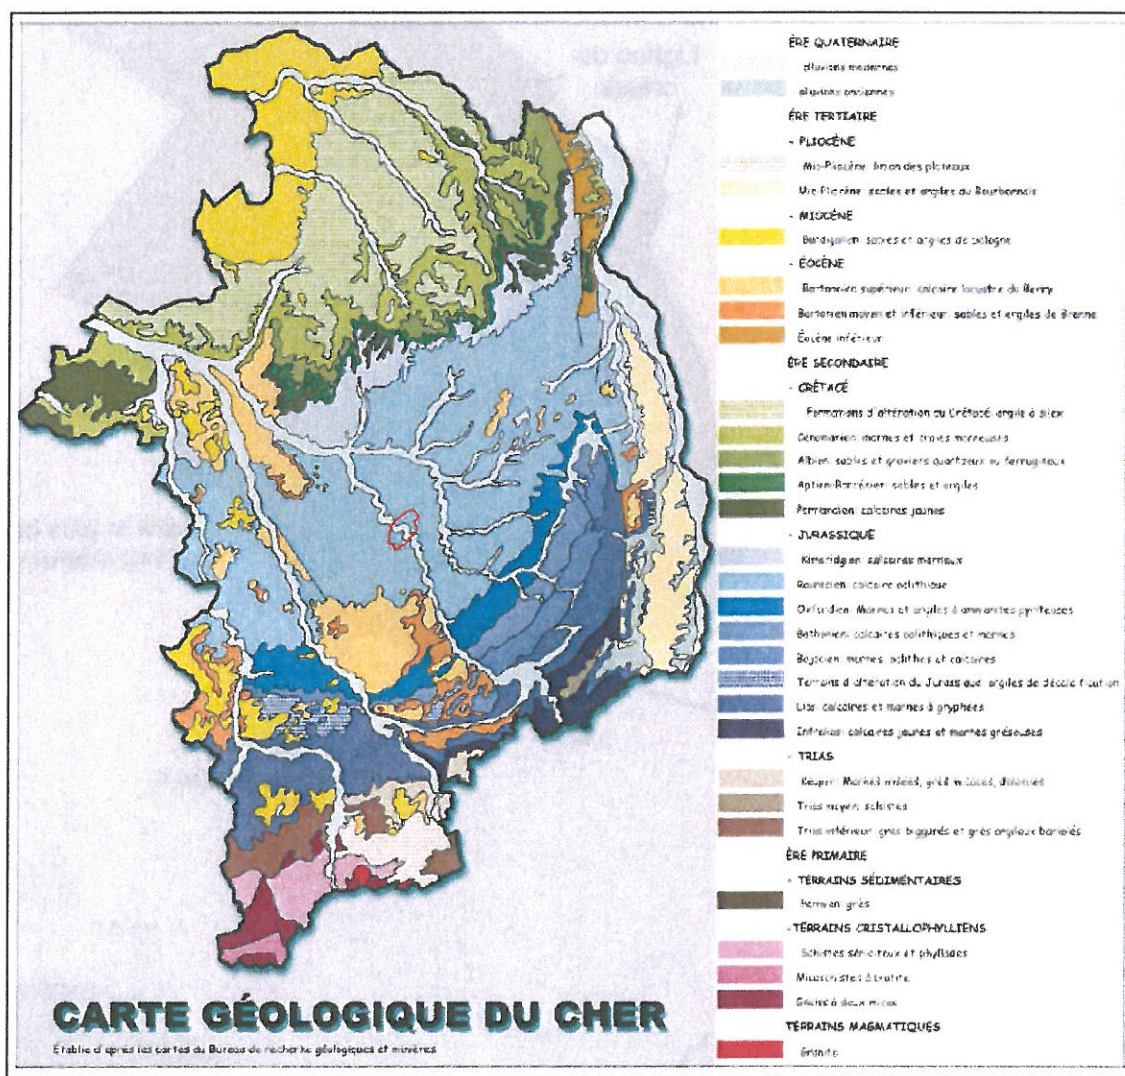 ÈRE QUATERNAIRE
alluvions modernes
alluvions anciennes
ÈRE TERTIAIRE
- PLIOCÈNE
Mio-Pliocène: limon des plateaux
Mio-Pliocène: sables et argiles du Bourbonnais
- MIOCÈNE
Burdigalien: sables et argiles de Sologne
- ÉOCÈNE
Bartonien supérieur: calcaire lacustre du Berry
Bartonien moyen et inférieur: sables et argiles de Brenne
Éocène inférieur
ÈRE SECONDAIRE
- CRÉTACÉ
Formations d'altération du Crétacé: argile à silex
Cénomanien: marnes et craies marneuses
Albien: sables et graviers quartzeux ou ferrugineux
Aptien-Barrémien: sables et argiles
calcaires jaunes
- JURASSIQUE
Kimeridgien: calcaires marneux
calcaire oolithique
Oxfordien: Marnes et argiles à ammonites pyriteuses
Bathonien: calcaires oolithiques et marnes
Bajocien: marnes, oolithes et calcaires
Terrains d'altération du Jurassique: argiles de décalcification
Lias: calcaires et marnes à gryphées
Infralias: calcaires jaunes et marnes gréseuses
- TRIAS
Keuper: Marnes irisées, grès micacés, dolomies
Trias moyen: schistes
Trias inférieur: grès bigarrés et grès argileux bariolés
ÈRE PRIMAIRE
- TERRAINS SÉDIMENTAIRES
Permien: grès
- TERRAINS CRISTALLOPHYLLIENS
Schistes sériciteux et phyllades
Micaschistes à biotite
Gneiss à deux micas
TERRAINS MAGMATIQUES
Granite
CARTE GÉOLOGIQUE DU CHER
Établie d'après les cartes du Bureau de recherche géologiques et minières